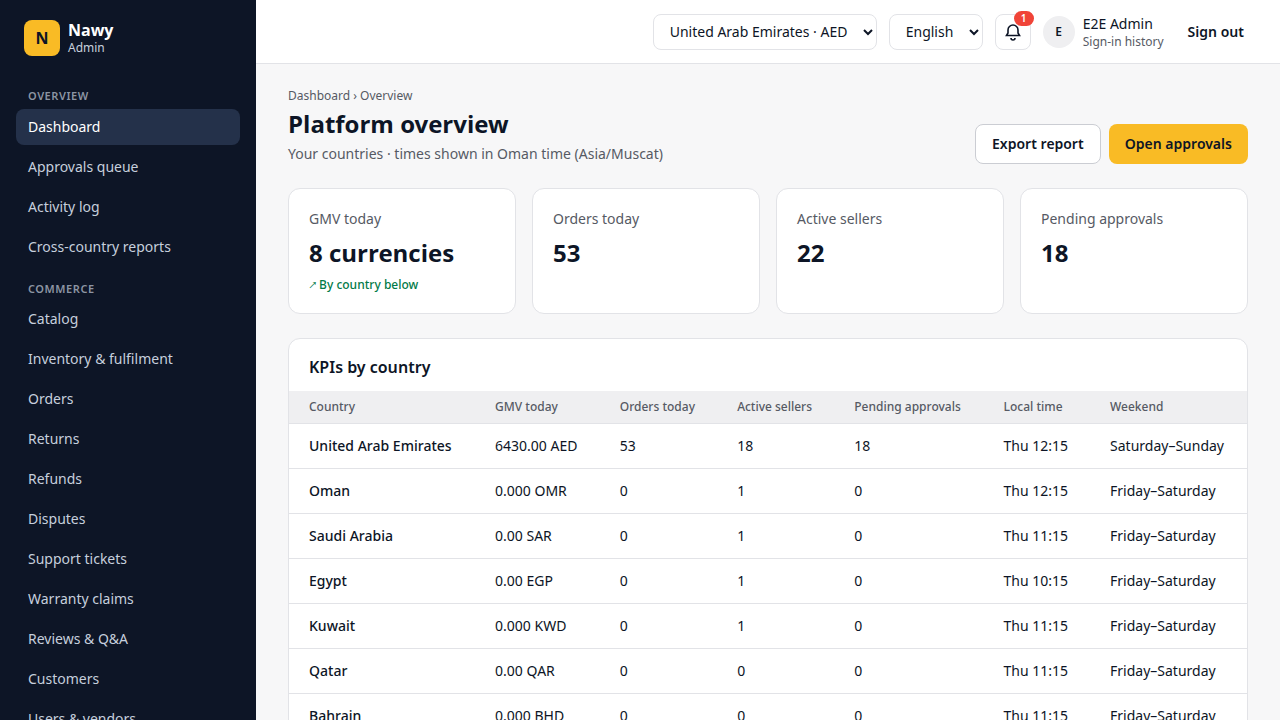 N
Nawy
Admin
OVERVIEW
Dashboard
Approvals queue
Activity log
Cross-country reports
COMMERCE
Catalog
Inventory & fulfilment
Orders
Returns
Refunds
Disputes
Support tickets
Warranty claims
Reviews & Q&A
Customers
Users & vendors
United Arab Emirates · AED
English
1
E
E2E Admin
Sign-in history
Sign out
Dashboard › Overview
Platform overview
Your countries · times shown in Oman time (Asia/Muscat)
Export report
Open approvals
GMV today
8 currencies
↗ By country below
Orders today
53
Active sellers
22
Pending approvals
18
KPIs by country
Country GMV today Orders today Active sellers Pending approvals Local time Weekend
United Arab Emirates 6430.00 AED 53 18 18 Thu 12:15 Saturday–Sunday
Oman 0.000 OMR 0 1 0 Thu 12:15 Friday–Saturday
Saudi Arabia 0.00 SAR 0 1 0 Thu 11:15 Friday–Saturday
Egypt 0.00 EGP 0 1 0 Thu 10:15 Friday–Saturday
Kuwait 0.000 KWD 0 1 0 Thu 11:15 Friday–Saturday
Qatar 0.00 QAR 0 0 0 Thu 11:15 Friday–Saturday
Bahrain 0.000 BHD 0 0 0 Thu 11:15 Friday–Saturday